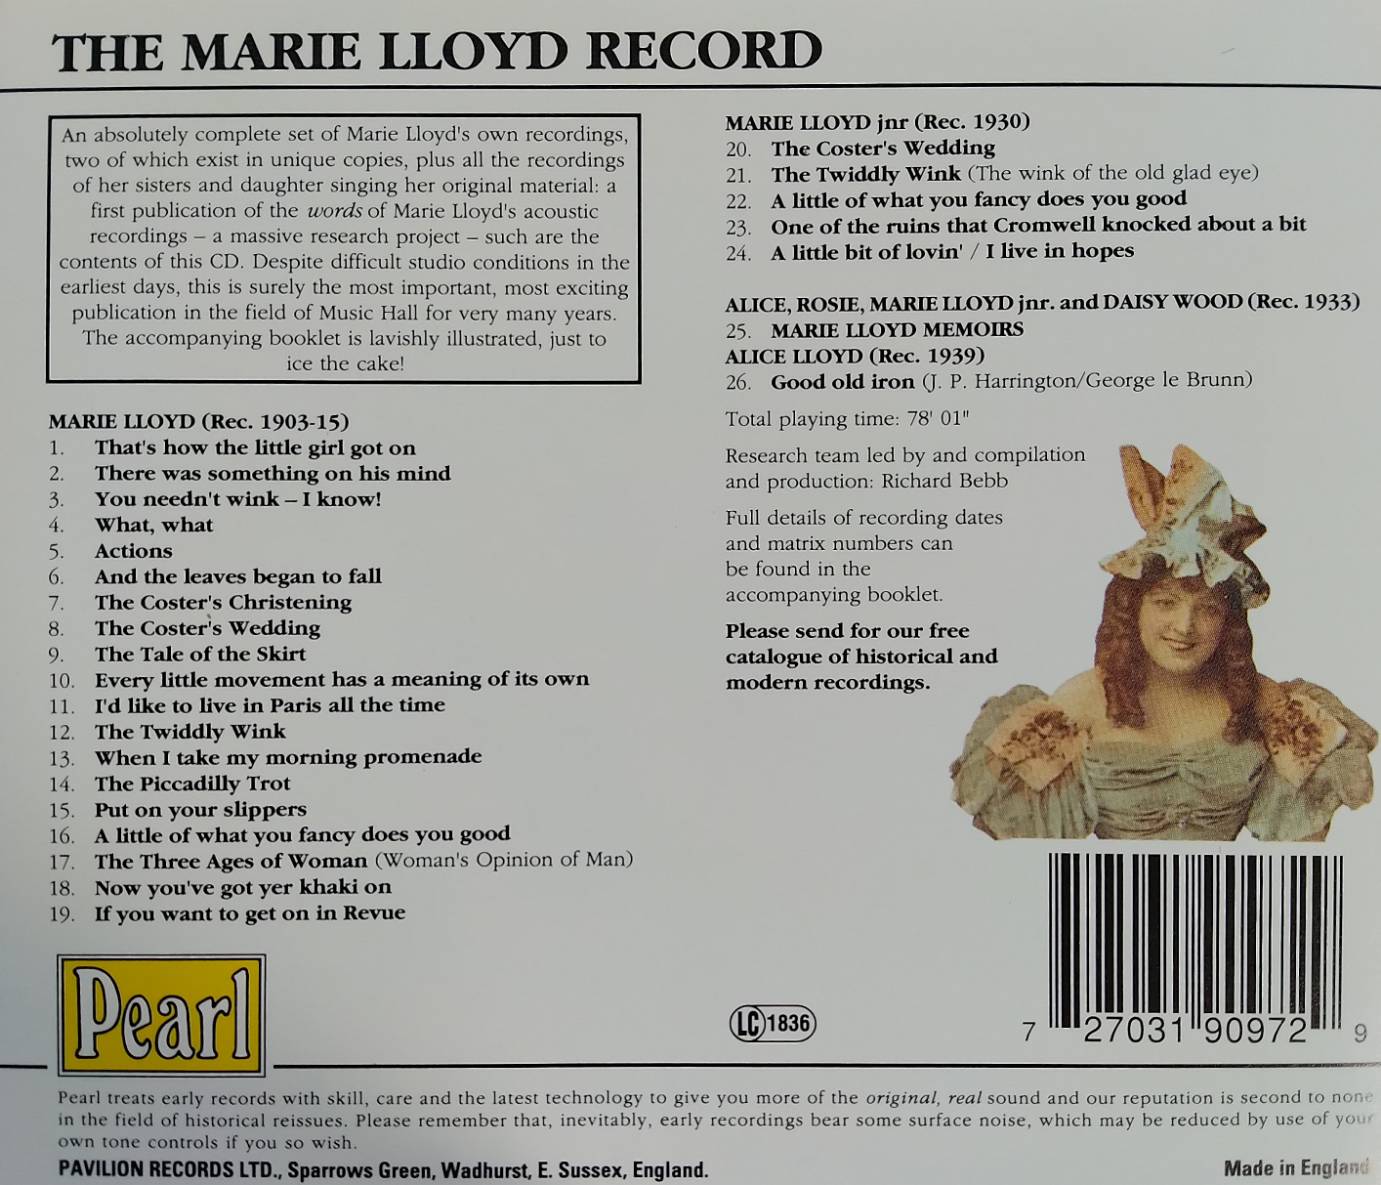 THE MARIE LLOYD RECORD
An absolutely complete set of Marie Lloyd's own recordings,
two of which exist in unique copies, plus all the recordings
of her sisters and daughter singing her original material: a
first publication of the words of Marie Lloyd's acoustic
recordings – a massive research project – such are the
contents of this CD. Despite difficult studio conditions in the
earliest days, this is surely the most important, most exciting
publication in the field of Music Hall for very many years.
The accompanying booklet is lavishly illustrated, just to
ice the cake!
MARIE LLOYD (Rec. 1903-15)
1. That's how the little girl got on
2. There was something on his mind
3. You needn't wink – I know!
4. What, what
5. Actions
6. And the leaves began to fall
7. The Coster's Christening
8. The Coster's Wedding
9. The Tale of the Skirt
10. Every little movement has a meaning of its own
11. I'd like to live in Paris all the time
12. The Twiddly Wink
13. When I take my morning promenade
14. The Piccadilly Trot
15. Put on your slippers
16. A little of what you fancy does you good
17. The Three Ages of Woman (Woman's Opinion of Man)
18. Now you've got yer khaki on
19. If you want to get on in Revue
MARIE LLOYD jnr (Rec. 1930)
20. The Coster's Wedding
21. The Twiddly Wink (The wink of the old glad eye)
22. A little of what you fancy does you good
23. One of the ruins that Cromwell knocked about a bit
24. A little bit of lovin' / I live in hopes
ALICE, ROSIE, MARIE LLOYD jnr. and DAISY WOOD (Rec. 1933)
25. MARIE LLOYD MEMOIRS
ALICE LLOYD (Rec. 1939)
26. Good old iron (J. P. Harrington/George le Brunn)
Total playing time: 78' 01"
Research team led by and compilation
and production: Richard Bebb
Full details of recording dates
and matrix numbers can
be found in the
accompanying booklet.
Please send for our free
catalogue of historical and
modern recordings.
Pearl
LC 1836
7 27031 90972 9
Pearl treats early records with skill, care and the latest technology to give you more of the original, real sound and our reputation is second to none
in the field of historical reissues. Please remember that, inevitably, early recordings bear some surface noise, which may be reduced by use of your
own tone controls if you so wish.
PAVILION RECORDS LTD., Sparrows Green, Wadhurst, E. Sussex, England.
Made in England